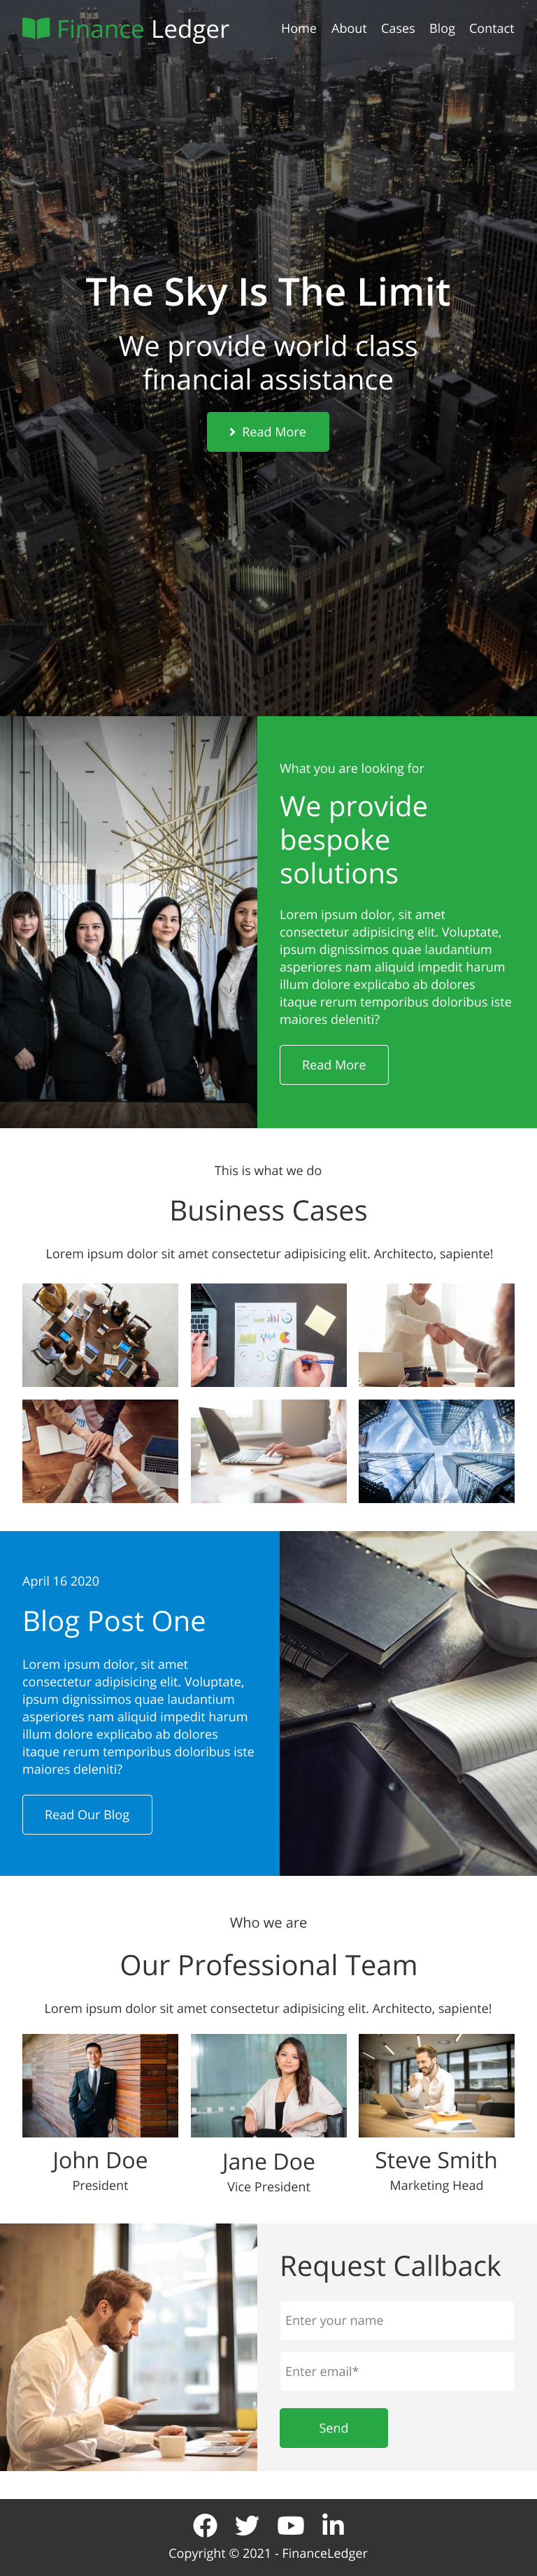 Finance Ledger
Home About Cases Blog Contact
The Sky Is The Limit
We provide world class
financial assistance
Read More
What you are looking for
We provide
bespoke
solutions
Lorem ipsum dolor, sit amet
consectetur adipisicing elit. Voluptate,
ipsum dignissimos quae laudantium
asperiores nam aliquid impedit harum
illum dolore explicabo ab dolores
itaque rerum temporibus doloribus iste
maiores deleniti?
Read More
This is what we do
Business Cases
Lorem ipsum dolor sit amet consectetur adipisicing elit. Architecto, sapiente!
April 16 2020
Blog Post One
Lorem ipsum dolor, sit amet
consectetur adipisicing elit. Voluptate,
ipsum dignissimos quae laudantium
asperiores nam aliquid impedit harum
illum dolore explicabo ab dolores
itaque rerum temporibus doloribus iste
maiores deleniti?
Read Our Blog
Who we are
Our Professional Team
Lorem ipsum dolor sit amet consectetur adipisicing elit. Architecto, sapiente!
John Doe
President
Jane Doe
Vice President
Steve Smith
Marketing Head
Request Callback
Enter your name
Enter email*
Send
Copyright © 2021 - FinanceLedger